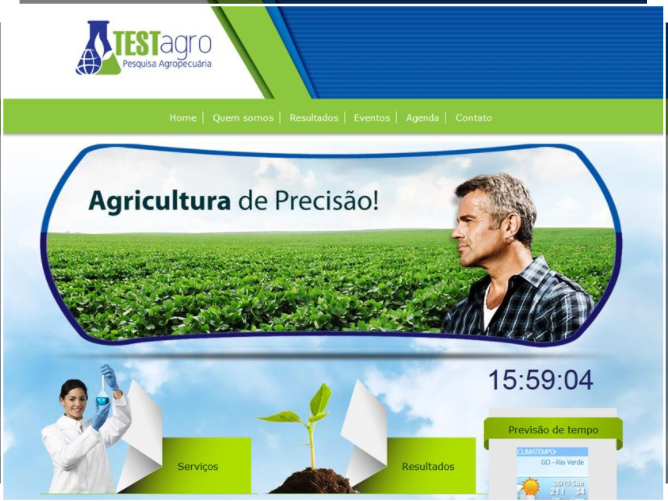 TESTagro
Pesquisa Agropecuária
Home | Quem somos | Resultados | Eventos | Agenda | Contato
Agricultura de Precisão!
15:59:04
Previsão de tempo
CLIMATEMPO
GO - Rio Verde
21 / 34
Serviços
Resultados